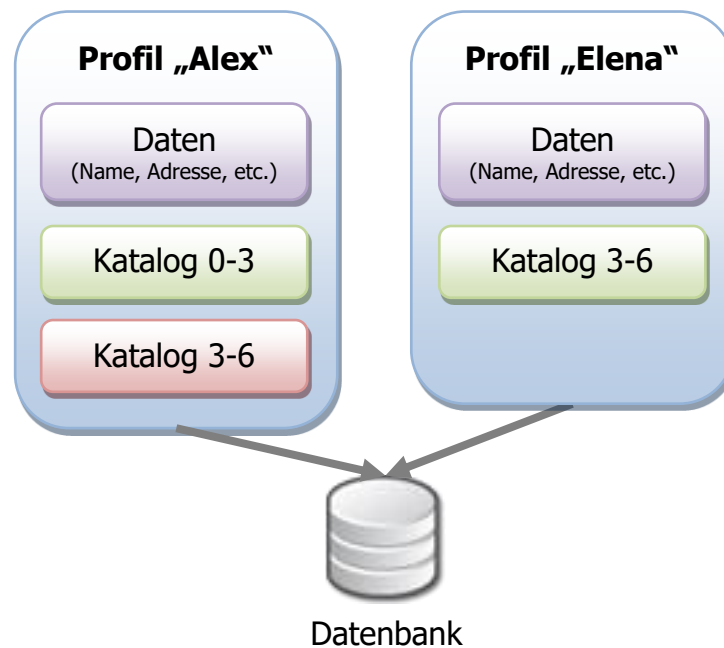 Profil „Alex“
Daten
(Name, Adresse, etc.)
Katalog 0-3
Katalog 3-6
Profil „Elena“
Daten
(Name, Adresse, etc.)
Katalog 3-6
Datenbank